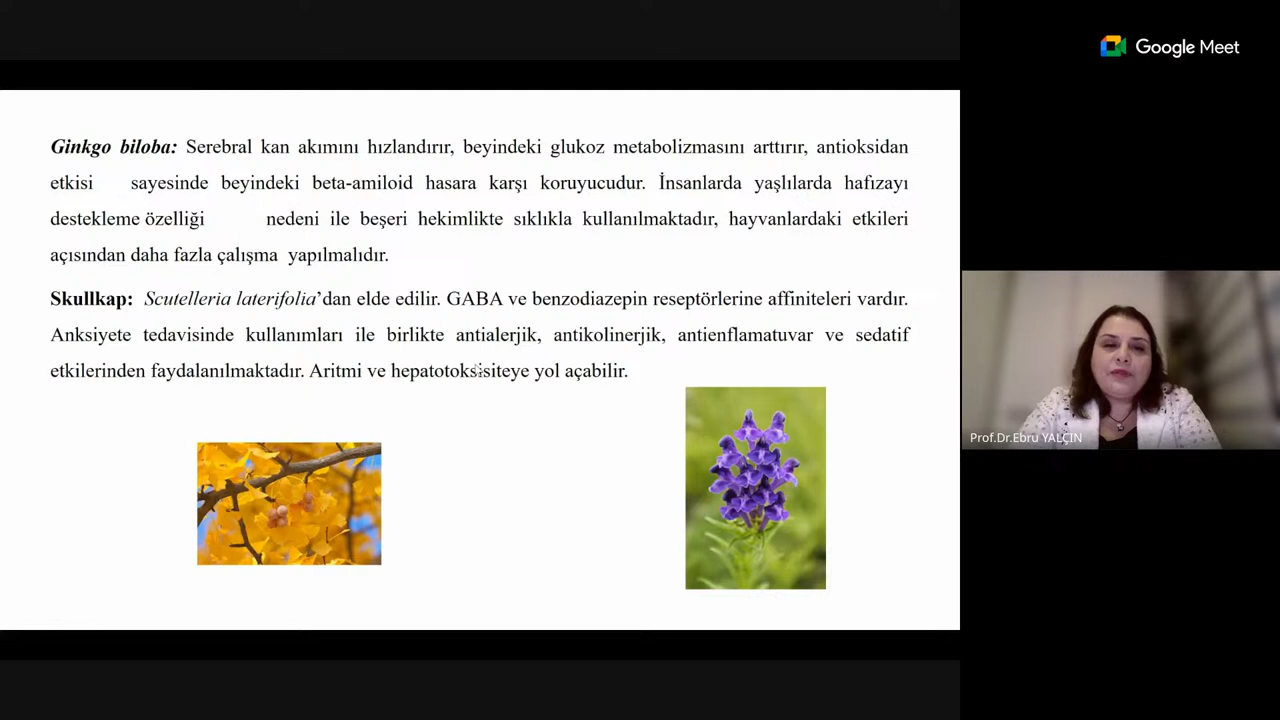 Google Meet
Ginkgo biloba: Serebral kan akımını hızlandırır, beyindeki glukoz metabolizmasını arttırır, antioksidan
etkisi sayesinde beyindeki beta-amiloid hasara karşı koruyucudur. İnsanlarda yaşlılarda hafızayı
destekleme özelliği nedeni ile beşeri hekimlikte sıklıkla kullanılmaktadır, hayvanlardaki etkileri
açısından daha fazla çalışma yapılmalıdır.
Skullkap: Scutelleria laterifolia’dan elde edilir. GABA ve benzodiazepin reseptörlerine affiniteleri vardır.
Anksiyete tedavisinde kullanımları ile birlikte antialerjik, antikolinerjik, antienflamatuvar ve sedatif
etkilerinden faydalanılmaktadır. Aritmi ve hepatotoksisiteye yol açabilir.
Prof.Dr.Ebru YALÇIN